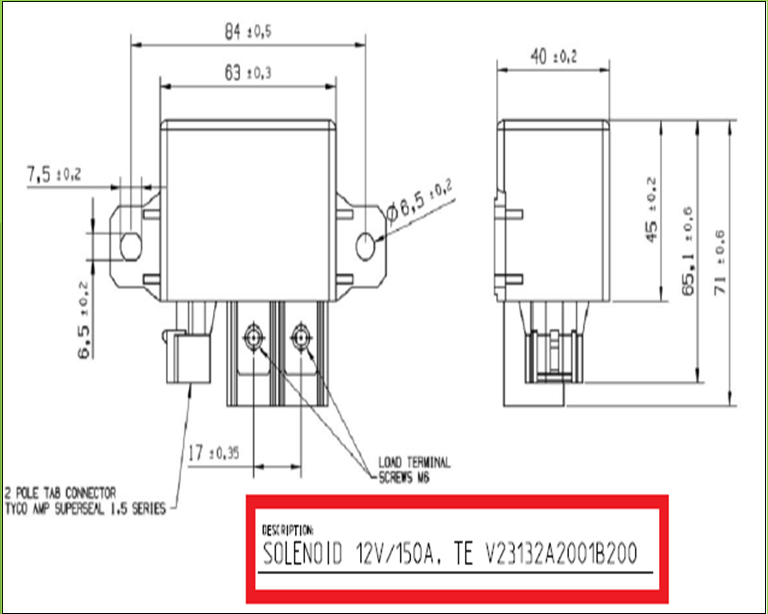 84 ±0,5
63 ±0,3
40 ±0,2
7,5 ±0,2
Ø6,5 ±0,2
6,5 ±0,2
45 ±0,2
65,1 ±0,6
71 ±0,6
17 ±0,35
LOAD TERMINAL
SCREWS M6
2 POLE TAB CONNECTOR
TYCO AMP SUPERSEAL 1.5 SERIES
DESCRIPTION:
SOLENOID 12V/150A, TE V23132A2001B200